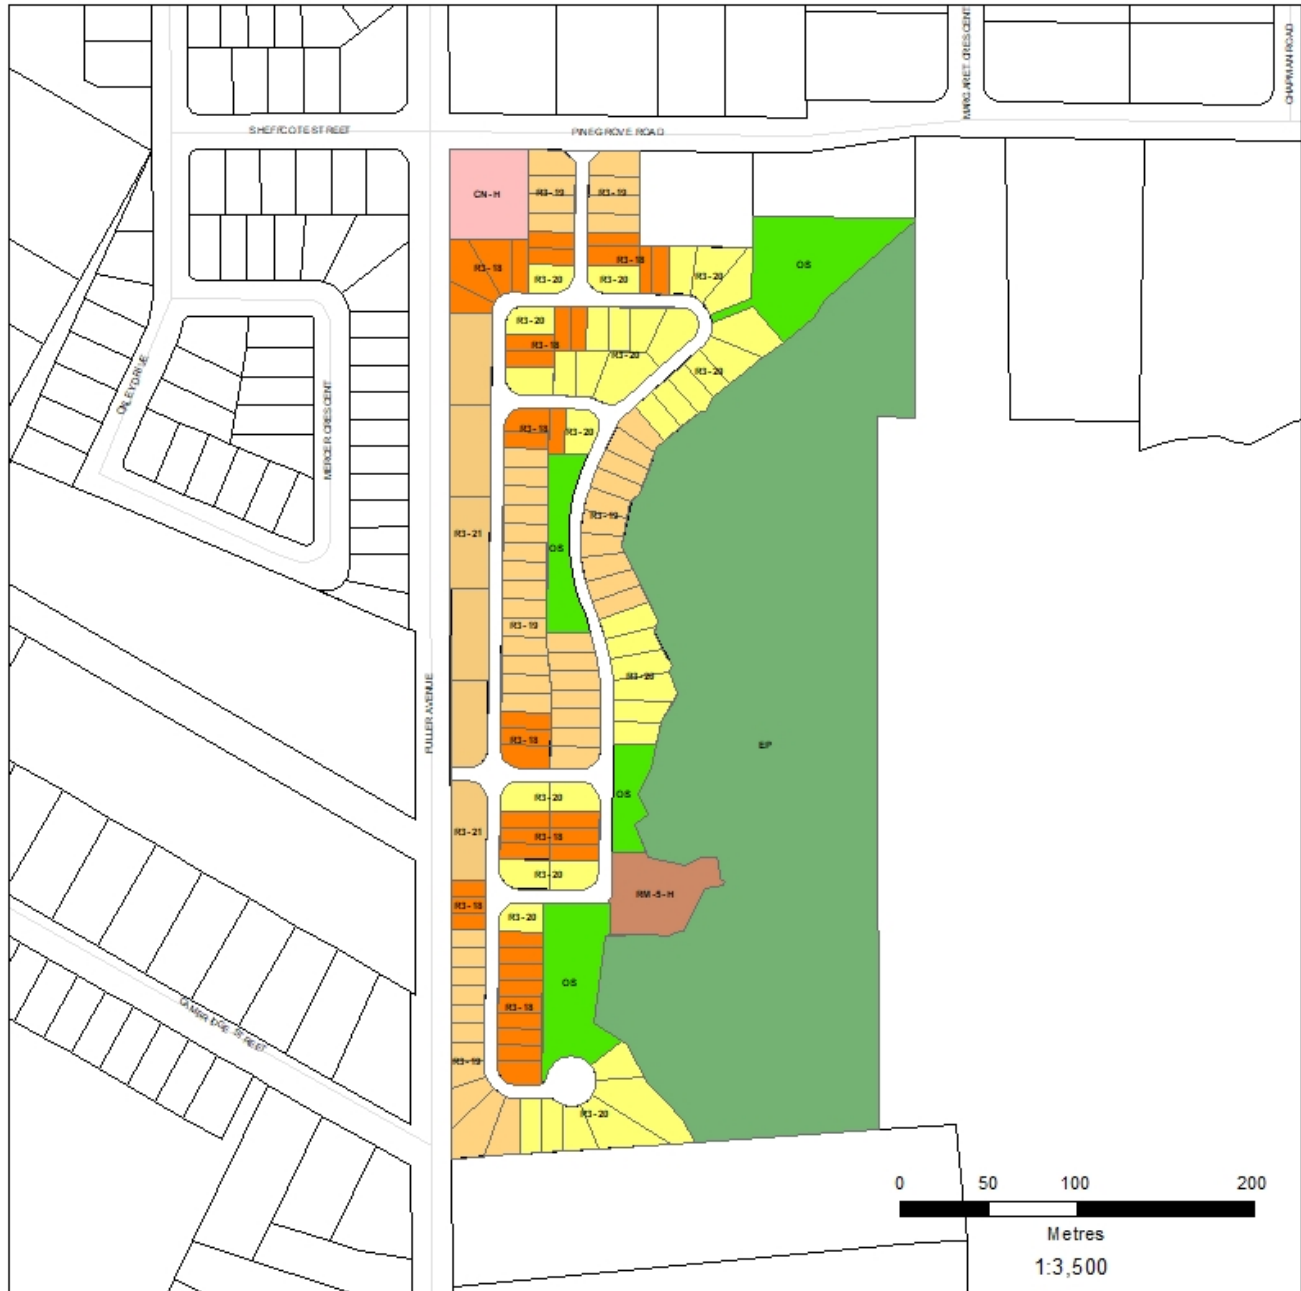 MARGARET CRESCENT
CHAPMAN ROAD
SHEFFCOTE STREET
PINEGROVE ROAD
CN-H
R3-19
R3-19
R3-18
R3-18
R3-20
R3-20
R3-20
OS
R3-20
R3-18
R3-20
R3-20
OXLEY DRIVE
MERCER CRESCENT
R3-18
R3-20
R3-19
R3-21
OS
R3-19
R3-20
FULLER AVENUE
R3-18
EP
R3-20
OS
R3-21
R3-18
R3-20
RM-5-H
R3-18
R3-20
OS
R3-18
CAMBRIDGE STREET
R3-19
R3-20
0 50 100 200
Metres
1:3,500